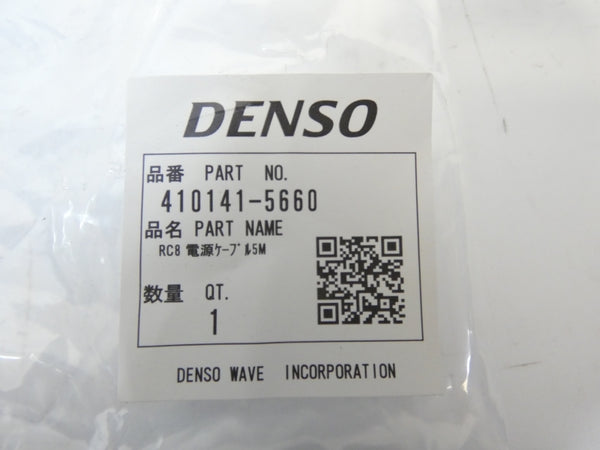 DENSO
品番 PART NO.
410141-5660
品名 PART NAME
RC8 電源ケーブル5M
数量 QT.
1
DENSO WAVE INCORPORATION